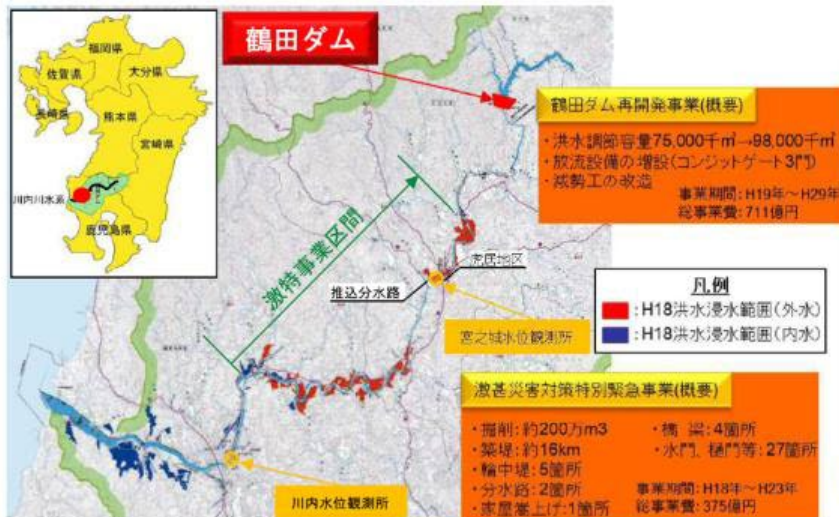 福岡県
佐賀県
大分県
長崎県
熊本県
宮崎県
川内川水系
鹿児島県
鶴田ダム
鶴田ダム再開発事業(概要)
・洪水調節容量75,000千㎥→98,000千㎥
・放流設備の増設(コンジットゲート3門)
・減勢工の改造
事業期間:H19年～H29年
総事業費:711億円
激特事業区間
虎居地区
推込分水路
宮之城水位観測所
凡例
:H18洪水浸水範囲(外水)
:H18洪水浸水範囲(内水)
激甚災害対策特別緊急事業(概要)
・掘削:約200万m3
・橋 梁:4箇所
・築堤:約16km
・水門、樋門等:27箇所
・輪中堤:5箇所
・分水路:2箇所
・家屋嵩上げ:1箇所
事業期間:H18年～H23年
総事業費:375億円
川内水位観測所